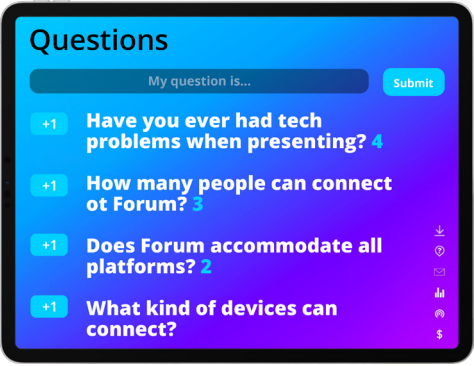 Questions
My question is...
Submit
+1
Have you ever had tech
problems when presenting? 4
+1
How many people can connect
ot Forum? 3
+1
Does Forum accommodate all
platforms? 2
+1
What kind of devices can
connect?
$